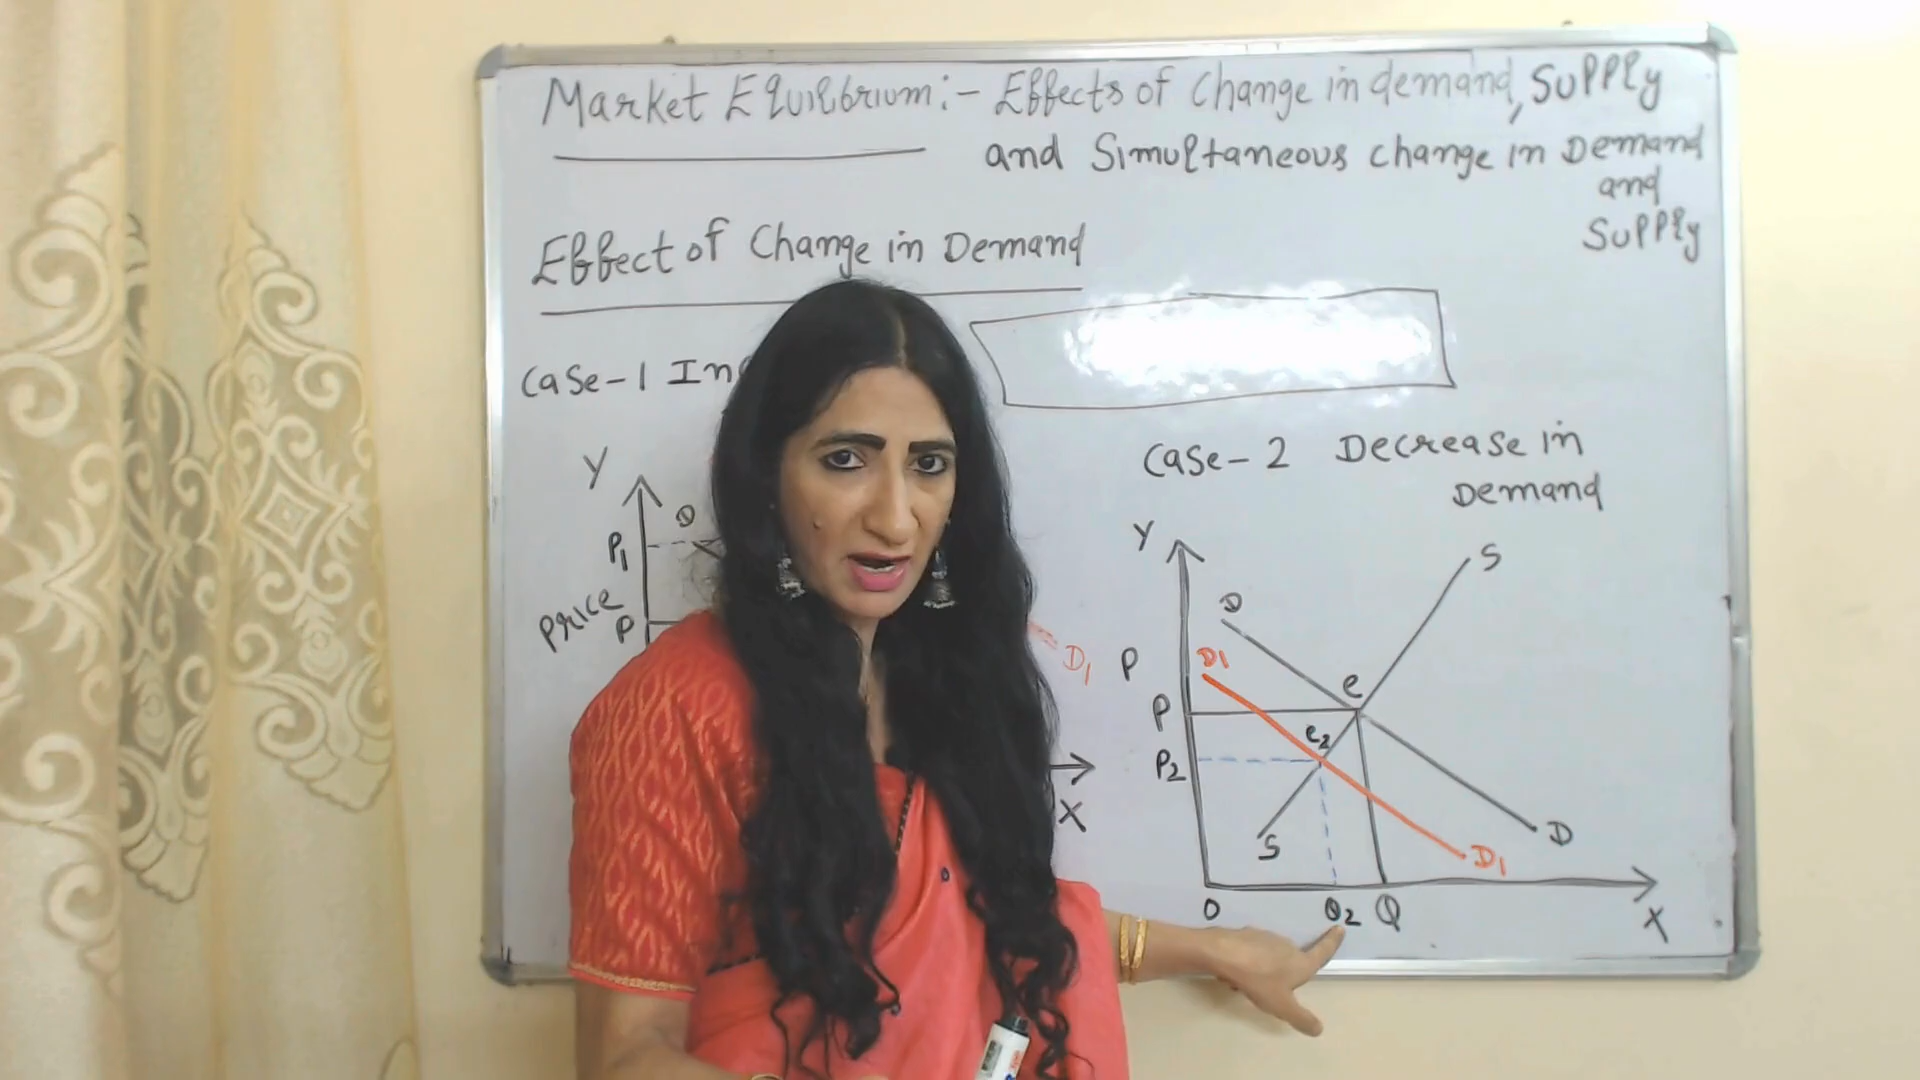 Market Equilibrium:- Effects of Change in demand, Supply
and Simultaneous change in Demand
and
Supply
Effect of Change in Demand
Case-1
Case-2 Decrease in
Demand
Y
D
P1
Price
P
D1
X
Y
S
D
D1
P
e
P
e2
P2
S
D
D1
O
Q2
Q
X